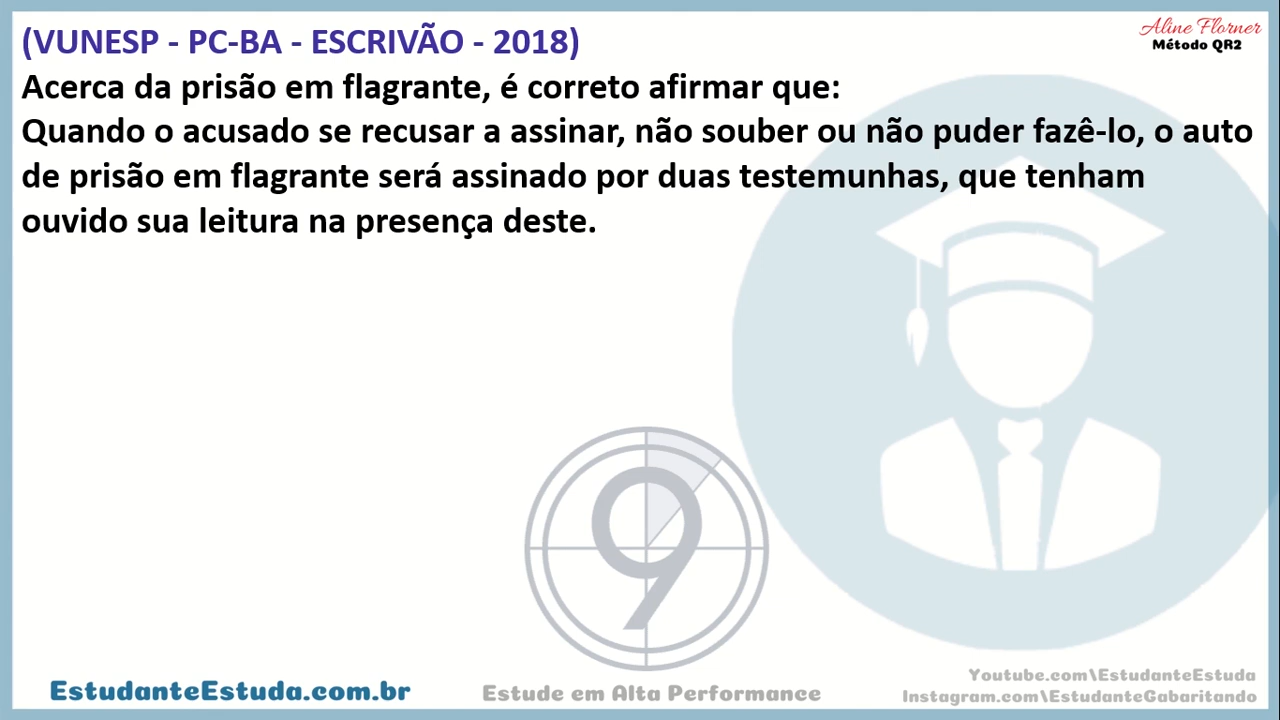 (VUNESP - PC-BA - ESCRIVÃO - 2018)
Aline Florner
Método QR2
Acerca da prisão em flagrante, é correto afirmar que:
Quando o acusado se recusar a assinar, não souber ou não puder fazê-lo, o auto
de prisão em flagrante será assinado por duas testemunhas, que tenham
ouvido sua leitura na presença deste.
9
EstudanteEstuda.com.br
Estude em Alta Performance
Youtube.com\EstudanteEstuda
Instagram.com\EstudanteGabaritando